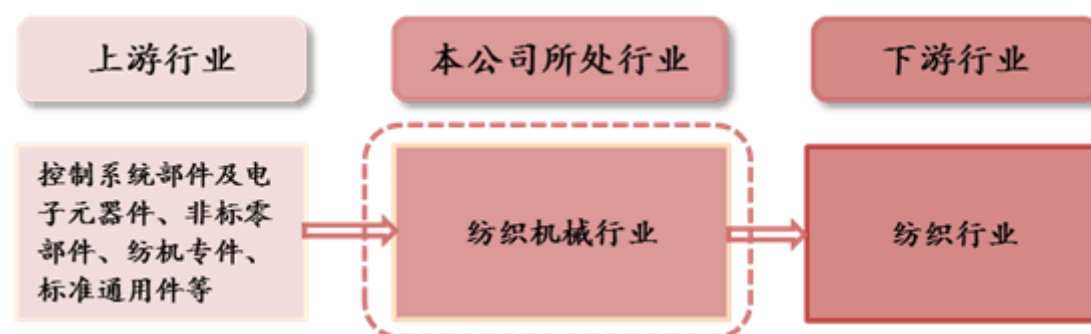 上游行业
本公司所处行业
下游行业
控制系统部件及电
子元器件、非标零
部件、纺机专件、
标准通用件等
纺织机械行业
纺织行业